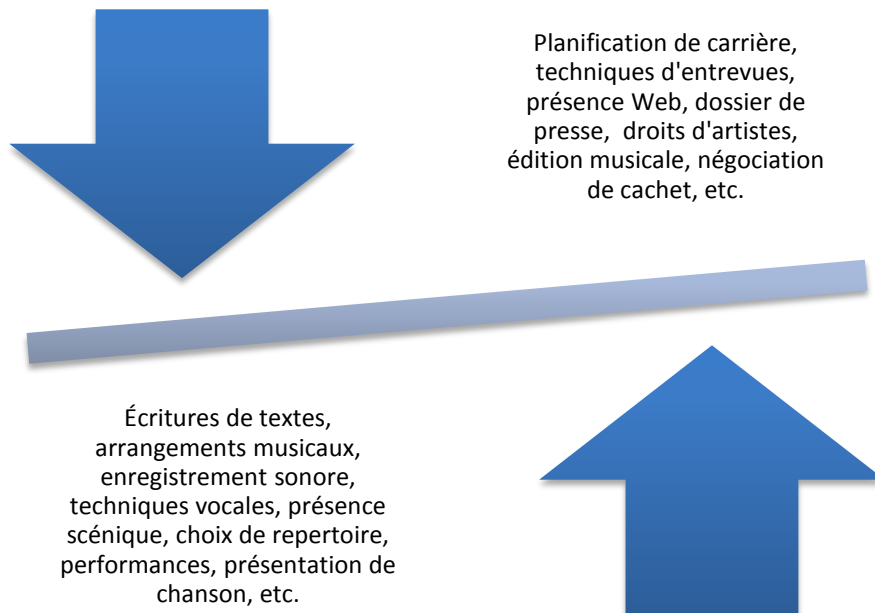 Planification de carrière,
techniques d'entrevues,
présence Web, dossier de
presse,  droits d'artistes,
édition musicale, négociation
de cachet, etc.
Écritures de textes,
arrangements musicaux,
enregistrement sonore,
techniques vocales, présence
scénique, choix de repertoire,
performances, présentation de
chanson, etc.